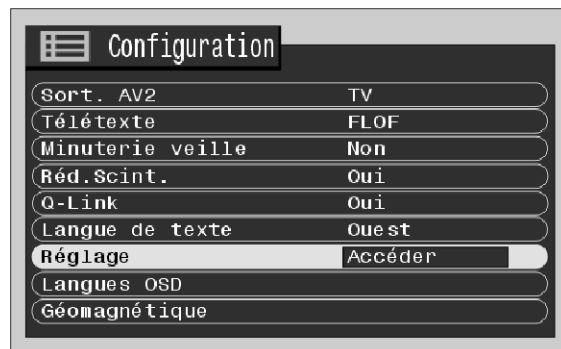 Configuration
Sort. AV2 TV
Télétexte FLOF
Minuterie veille Non
Réd.Scint. Oui
Q-Link Oui
Langue de texte Ouest
Réglage Accéder
Langues OSD
Géomagnétique